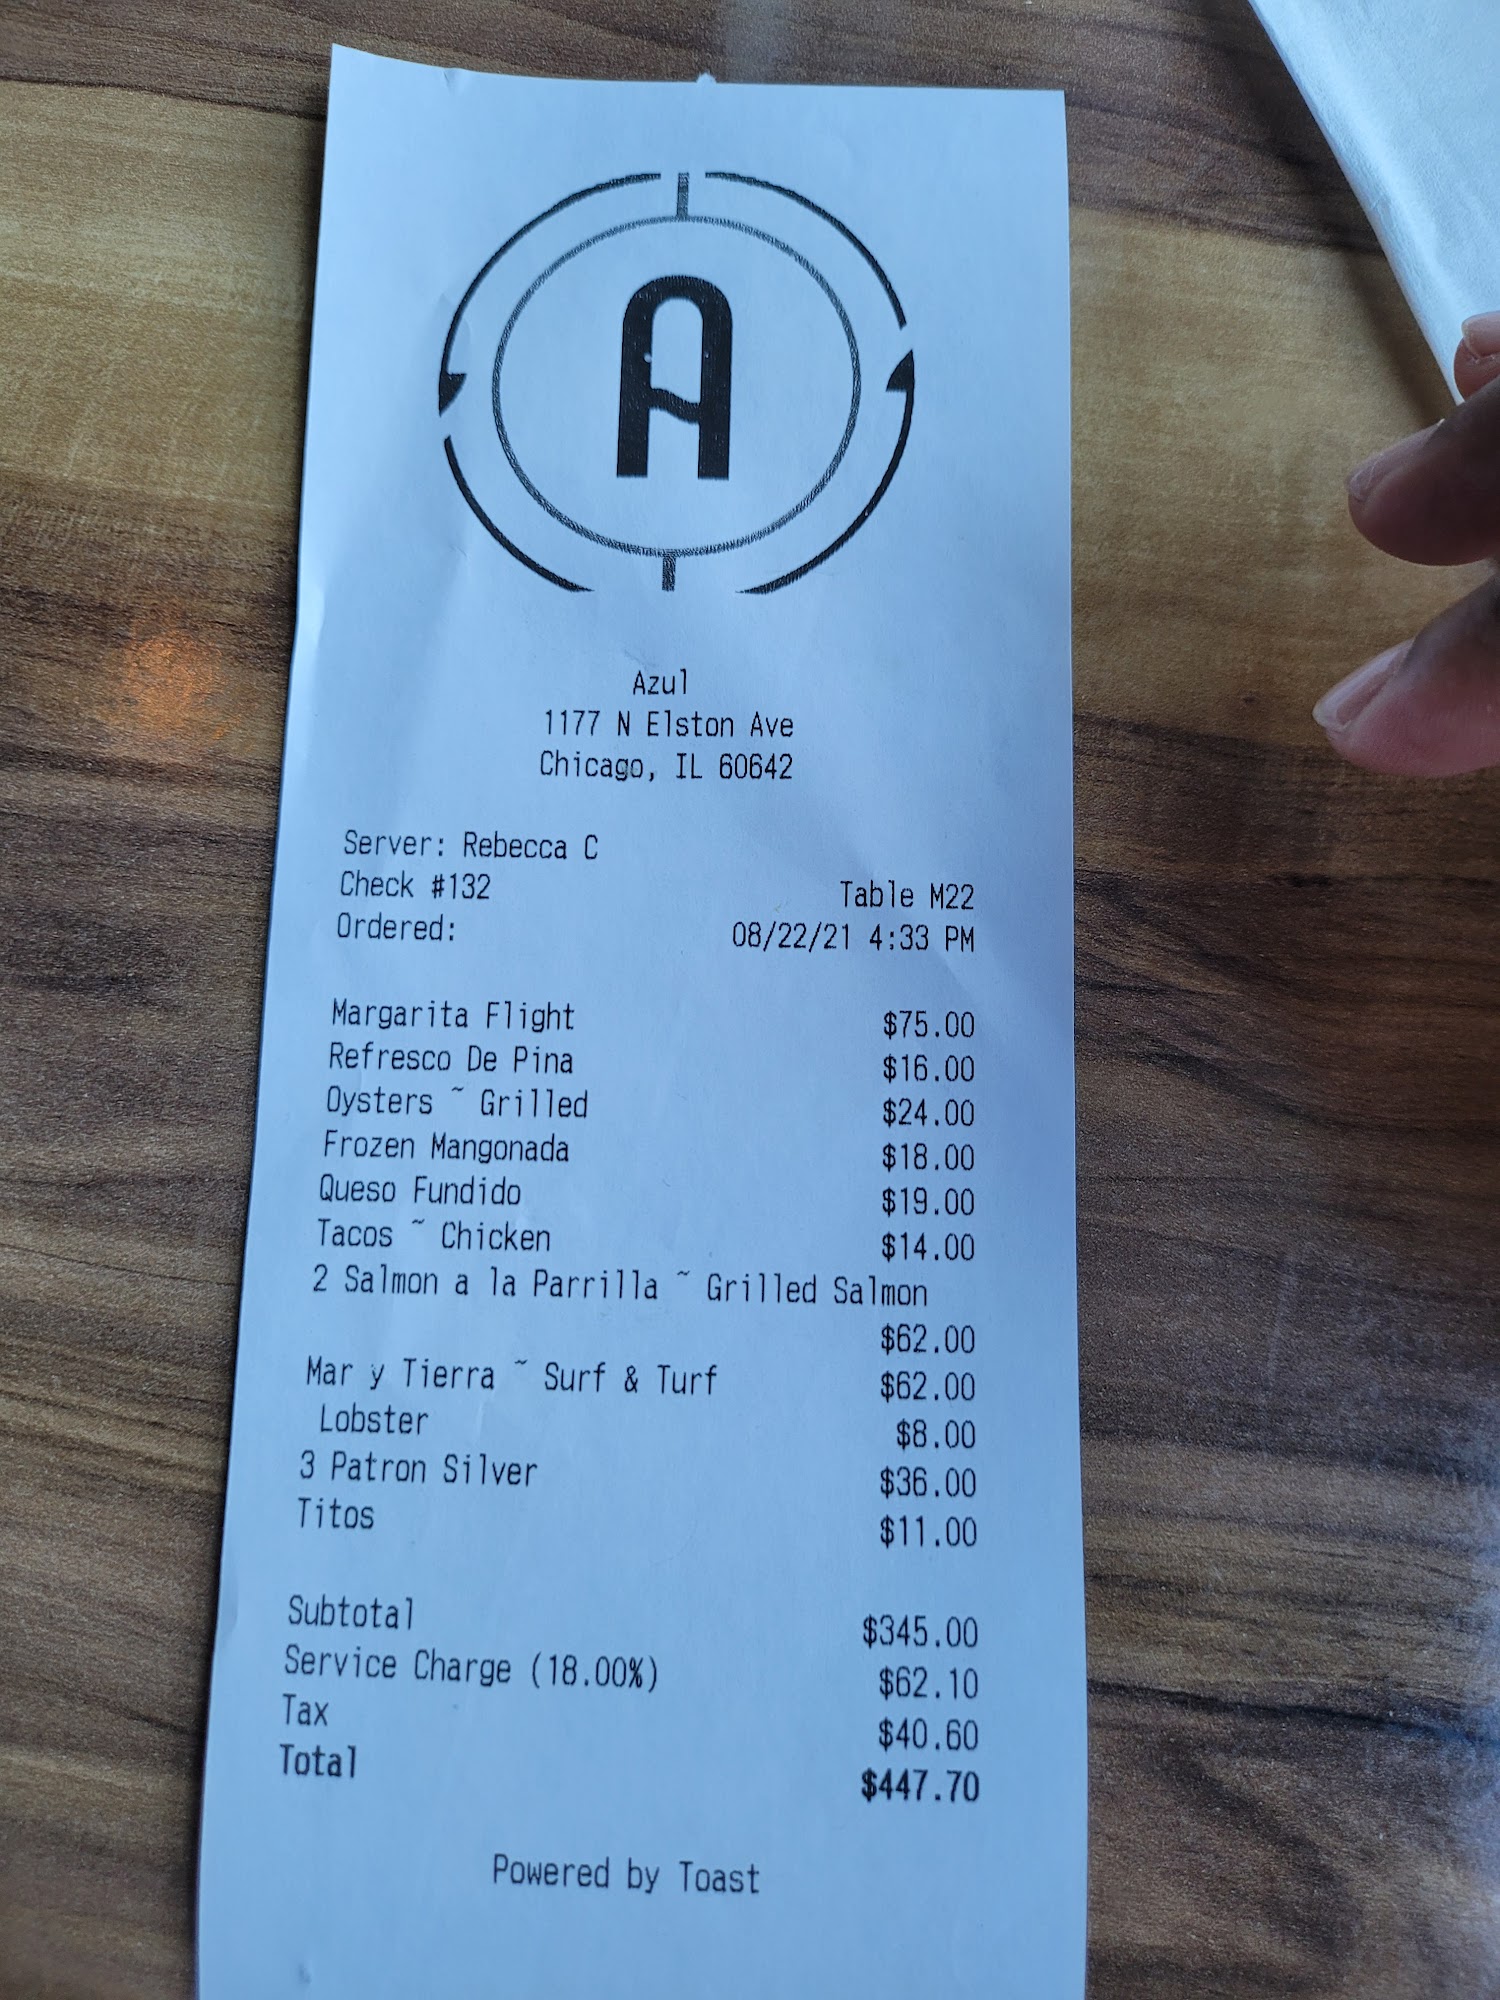 A
Azul
1177 N Elston Ave
Chicago, IL 60642
Server: Rebecca C
Check #132 Table M22
Ordered: 08/22/21 4:33 PM
Margarita Flight $75.00
Refresco De Pina $16.00
Oysters ~ Grilled $24.00
Frozen Mangonada $18.00
Queso Fundido $19.00
Tacos ~ Chicken $14.00
2 Salmon a la Parrilla ~ Grilled Salmon
$62.00
Mar y Tierra ~ Surf & Turf $62.00
Lobster $8.00
3 Patron Silver $36.00
Titos $11.00
Subtotal $345.00
Service Charge (18.00%) $62.10
Tax $40.60
Total $447.70
Powered by Toast